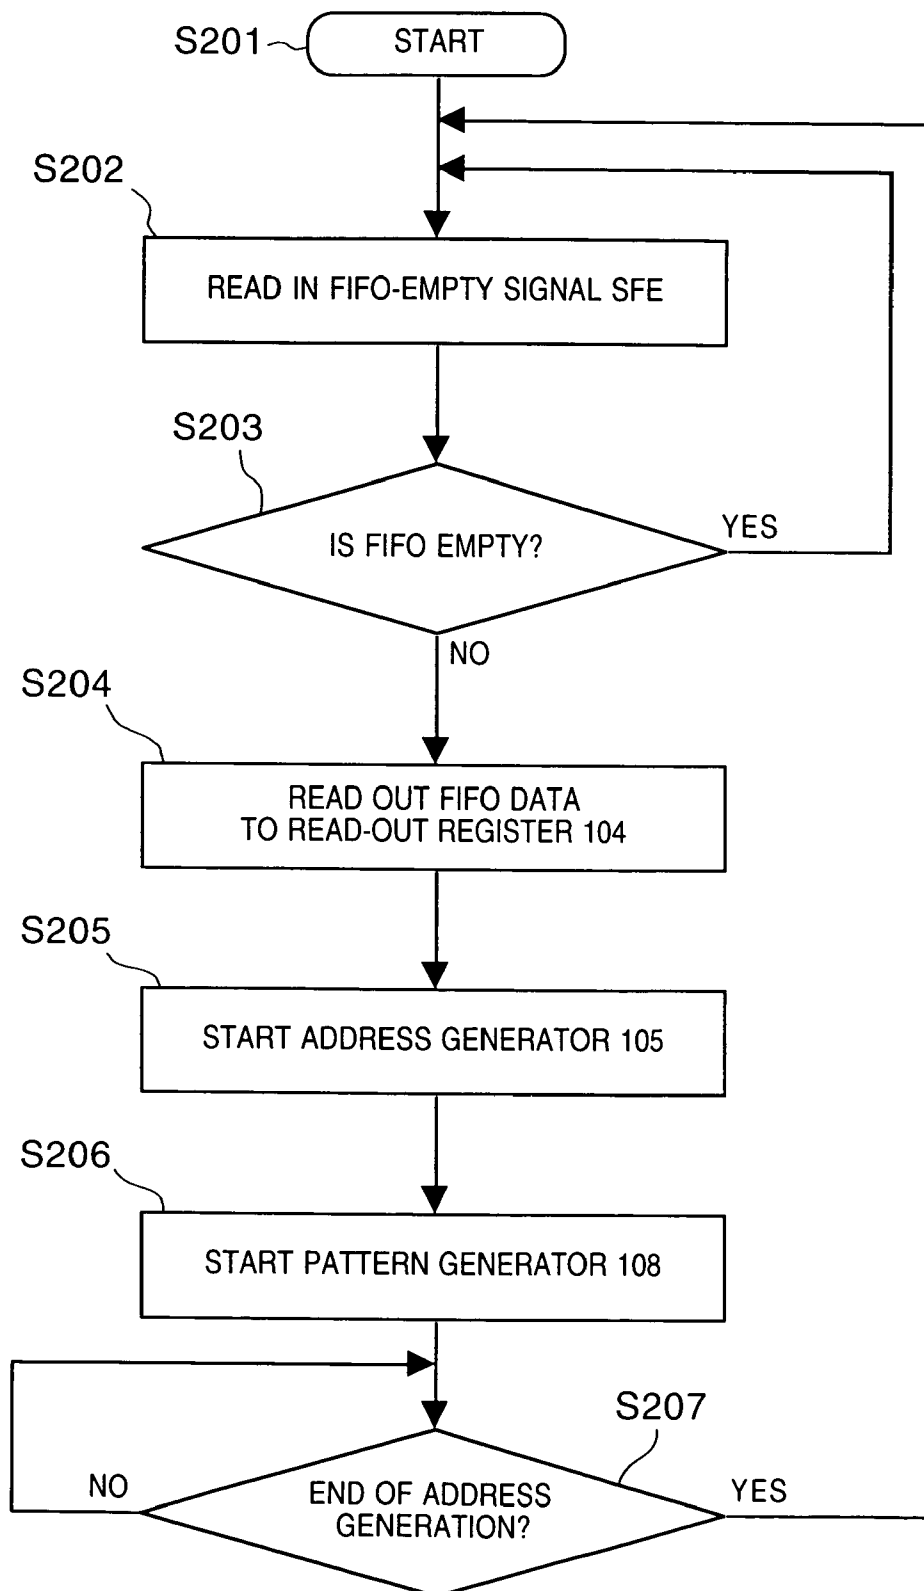 S201
START
S202
READ IN FIFO-EMPTY SIGNAL SFE
S203
IS FIFO EMPTY?
YES
NO
S204
READ OUT FIFO DATA
TO READ-OUT REGISTER 104
S205
START ADDRESS GENERATOR 105
S206
START PATTERN GENERATOR 108
S207
NO
END OF ADDRESS
GENERATION?
YES